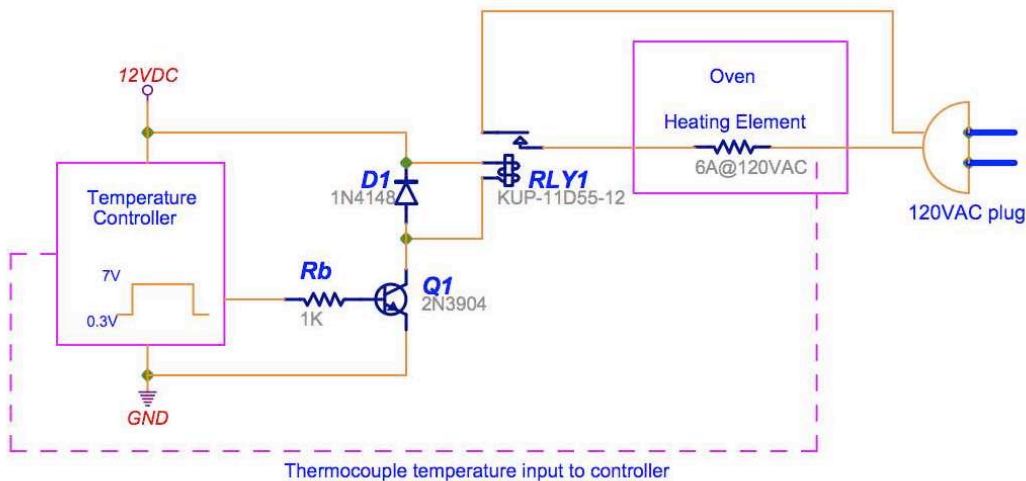 12VDC
Oven
Heating Element
6A@120VAC
Temperature
Controller
7V
0.3V
D1
1N4148
RLY1
KUP-11D55-12
120VAC plug
Rb
1K
Q1
2N3904
GND
Thermocouple temperature input to controller